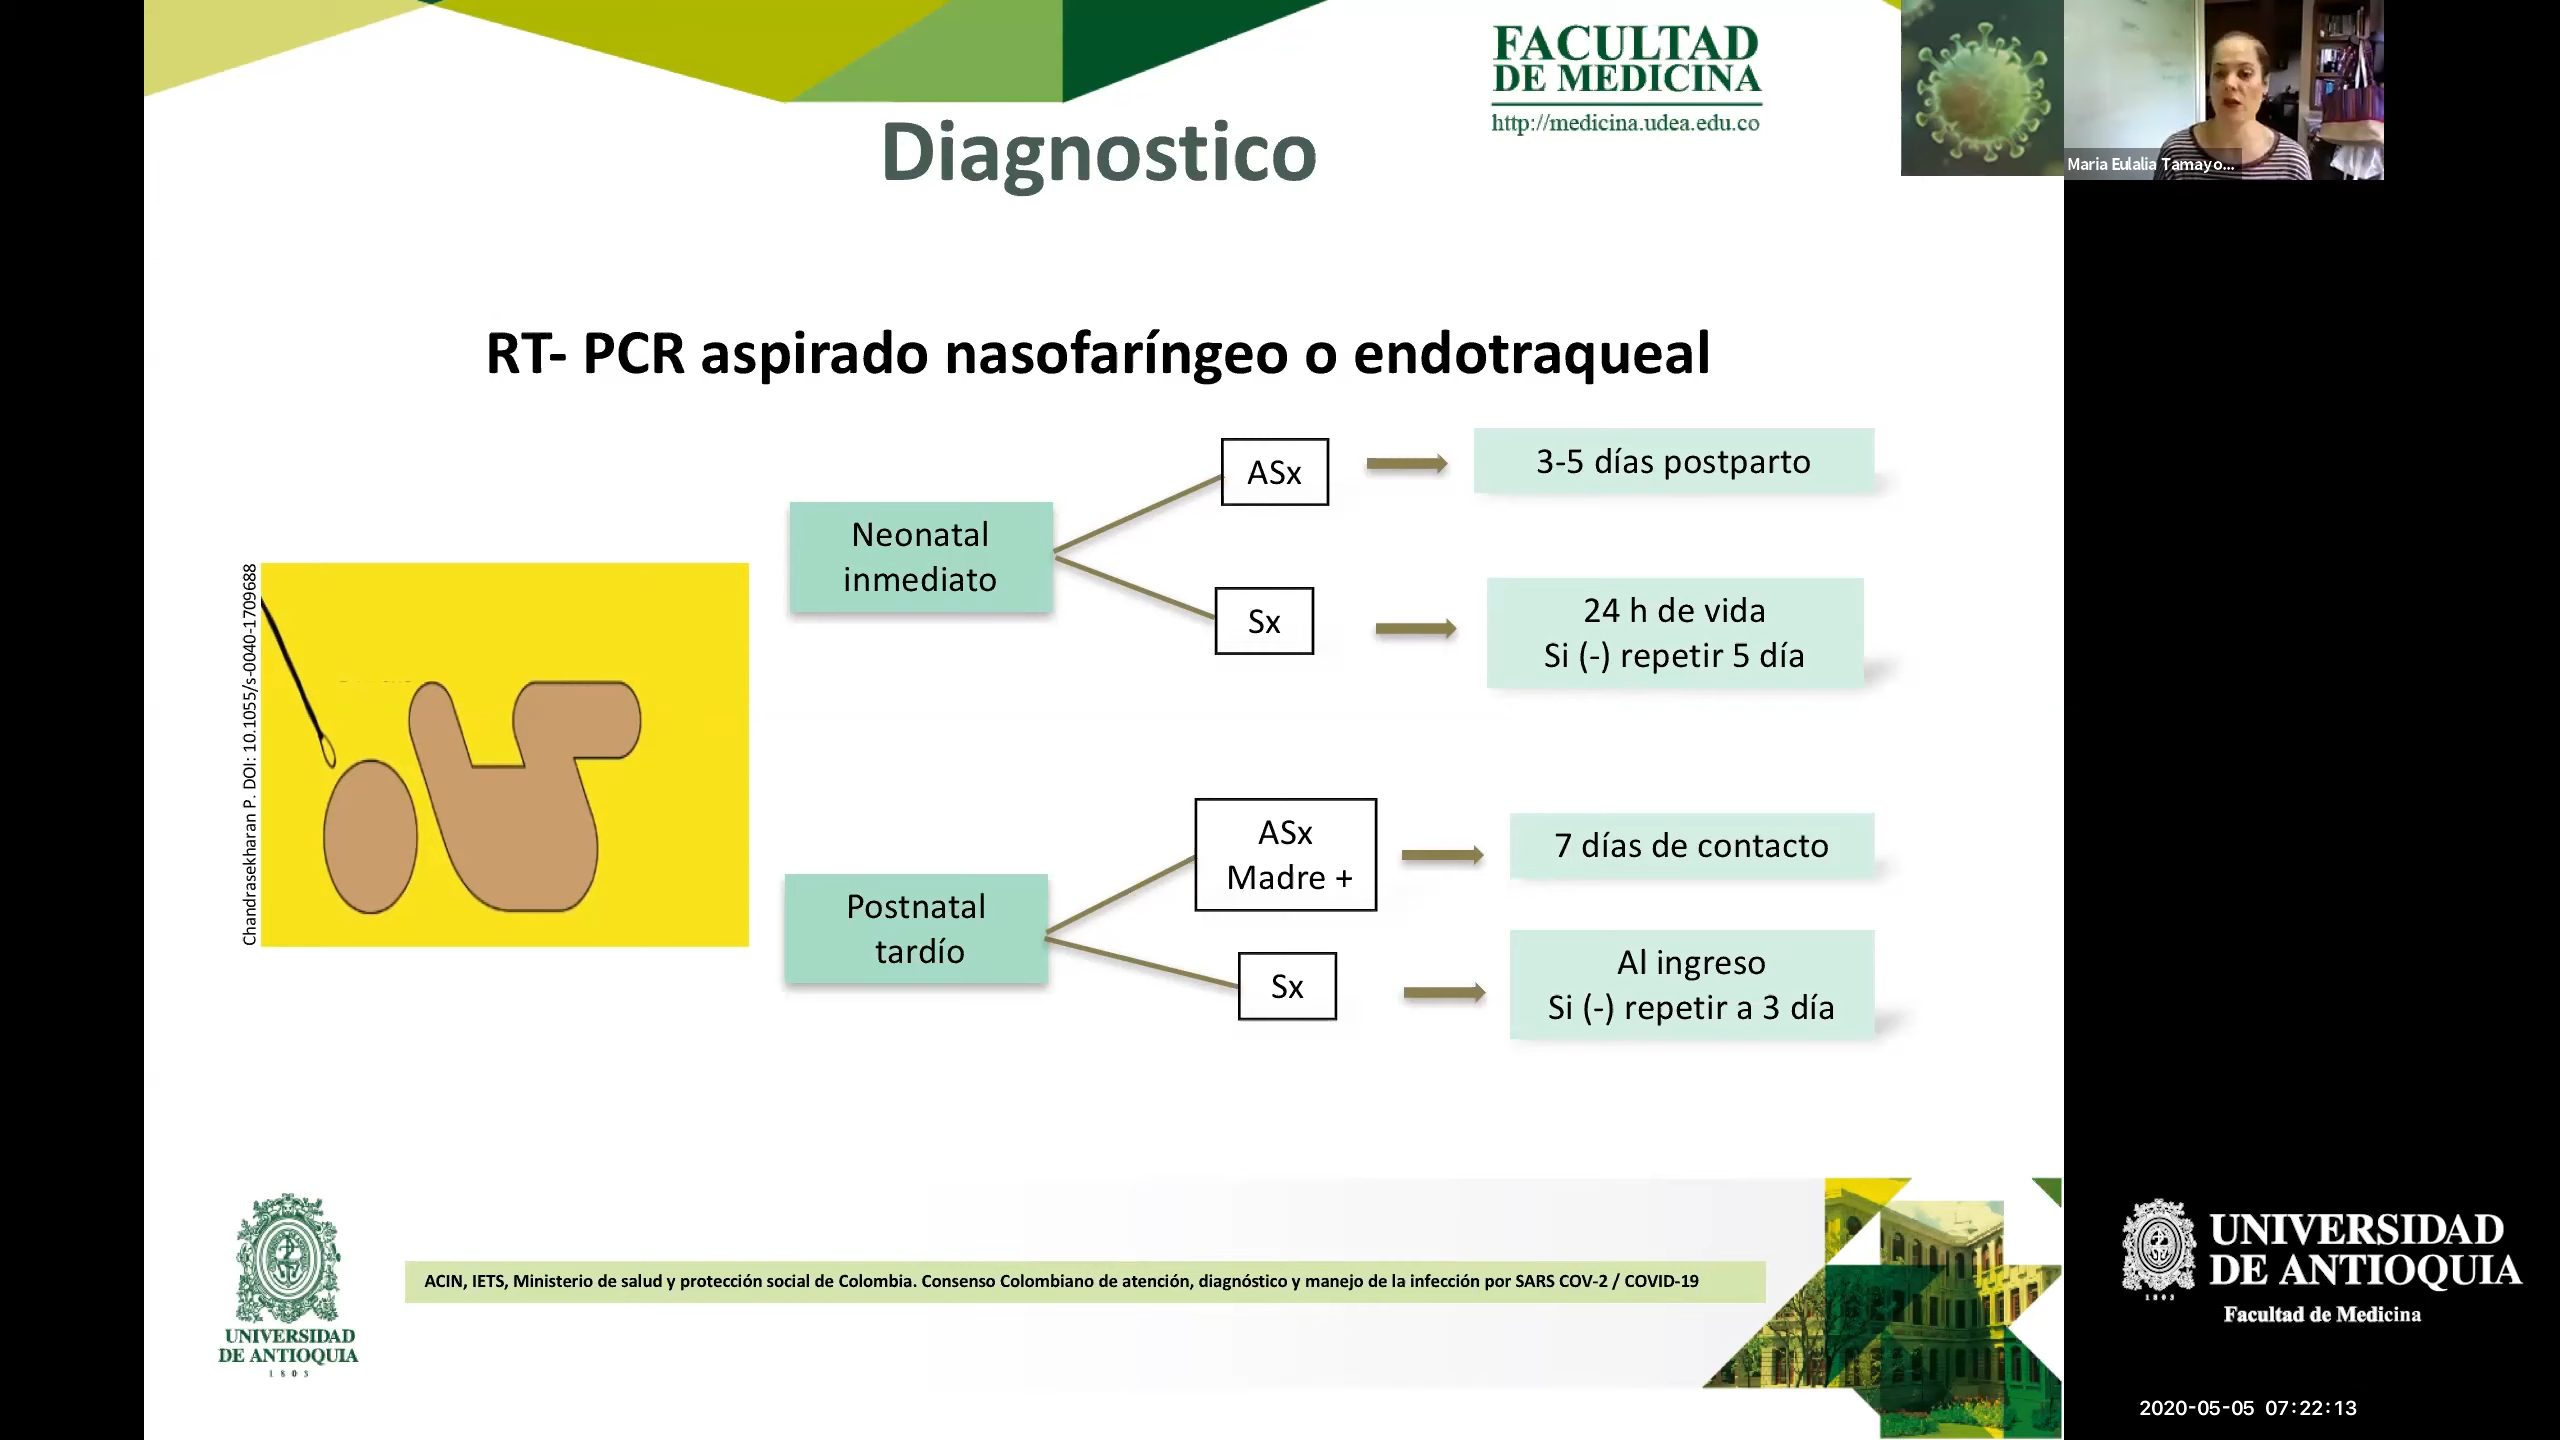 FACULTAD
DE MEDICINA
http://medicina.udea.edu.co
Maria Eulalia Tamayo...
Diagnostico
RT- PCR aspirado nasofaríngeo o endotraqueal
Neonatal
inmediato
ASx
3-5 días postparto
Sx
24 h de vida
Si (-) repetir 5 día
Chandrasekharan P. DOI: 10.1055/s-0040-1709688
Postnatal
tardío
ASx
Madre +
7 días de contacto
Sx
Al ingreso
Si (-) repetir a 3 día
UNIVERSIDAD
DE ANTIOQUIA
1803
ACIN, IETS, Ministerio de salud y protección social de Colombia. Consenso Colombiano de atención, diagnóstico y manejo de la infección por SARS COV-2 / COVID-19
UNIVERSIDAD
DE ANTIOQUIA
1803
Facultad de Medicina
2020-05-05 07:22:13